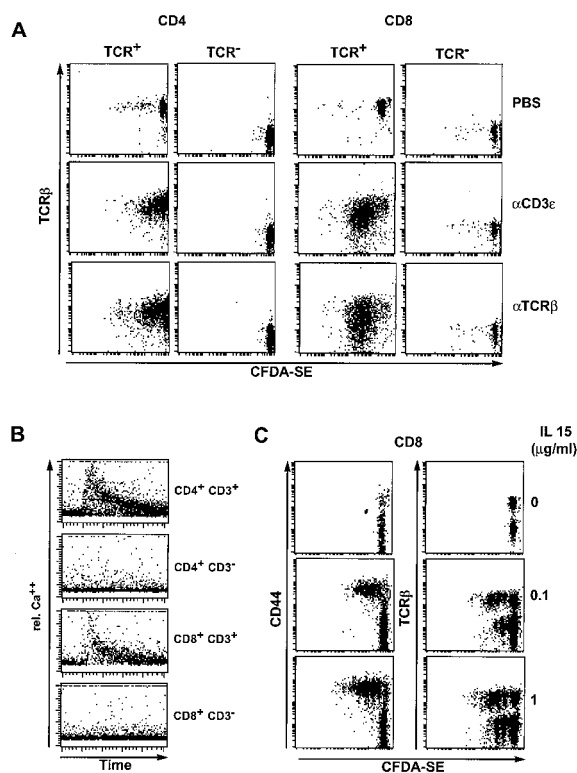 A
CD4 CD8
TCR+ TCR- TCR+ TCR-
PBS
αCD3ε
αTCRβ
TCRβ
CFDA-SE
B
CD4+ CD3+
CD4+ CD3-
CD8+ CD3+
CD8+ CD3-
rel. Ca++
Time
C
CD8
IL 15
(μg/ml)
0
0.1
1
CD44
TCRβ
CFDA-SE